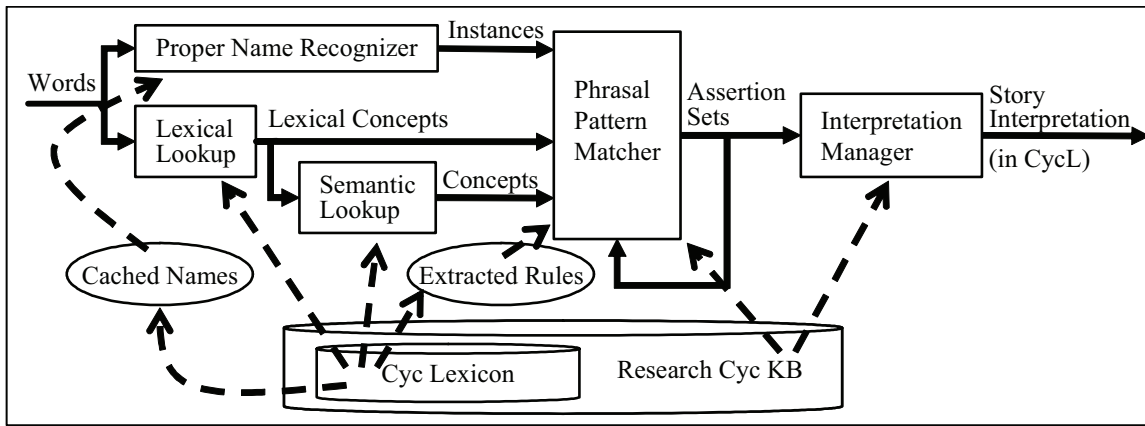 Words
Proper Name Recognizer
Instances
Lexical
Lookup
Lexical Concepts
Semantic
Lookup
Concepts
Phrasal
Pattern
Matcher
Assertion
Sets
Interpretation
Manager
Story
Interpretation
(in CycL)
Cached Names
Extracted Rules
Cyc Lexicon
Research Cyc KB